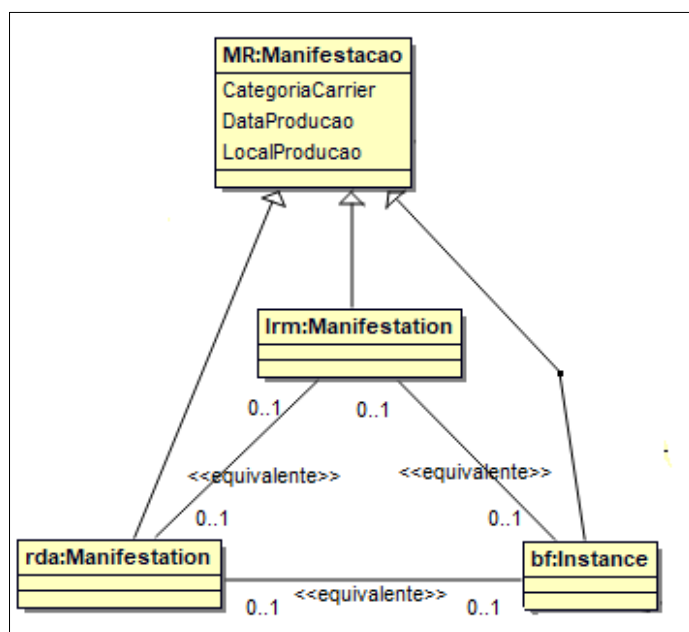 MR:Manifestacao
CategoriaCarrier
DataProducao
LocalProducao
lrm:Manifestation
0..1
0..1
<<equivalente>>
<<equivalente>>
0..1
0..1
rda:Manifestation
bf:Instance
0..1
<<equivalente>>
0..1